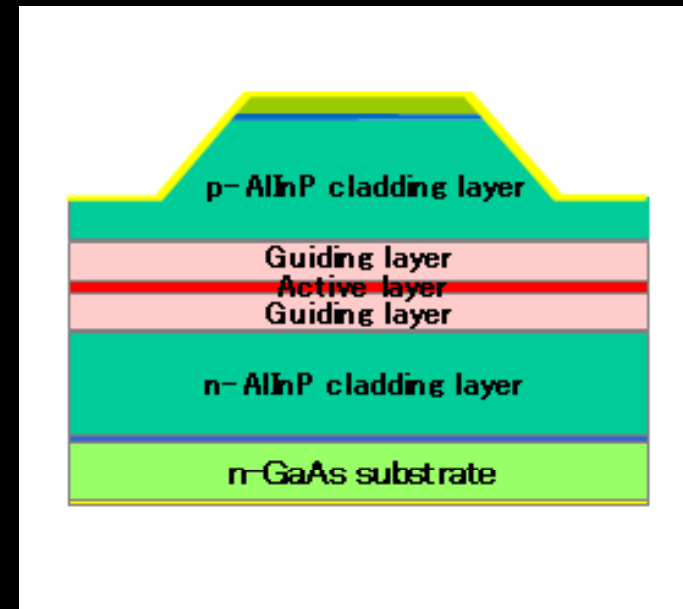 p-AlInP cladding layer
Guiding layer
Active layer
Guiding layer
n-AlInP cladding layer
n-GaAs substrate